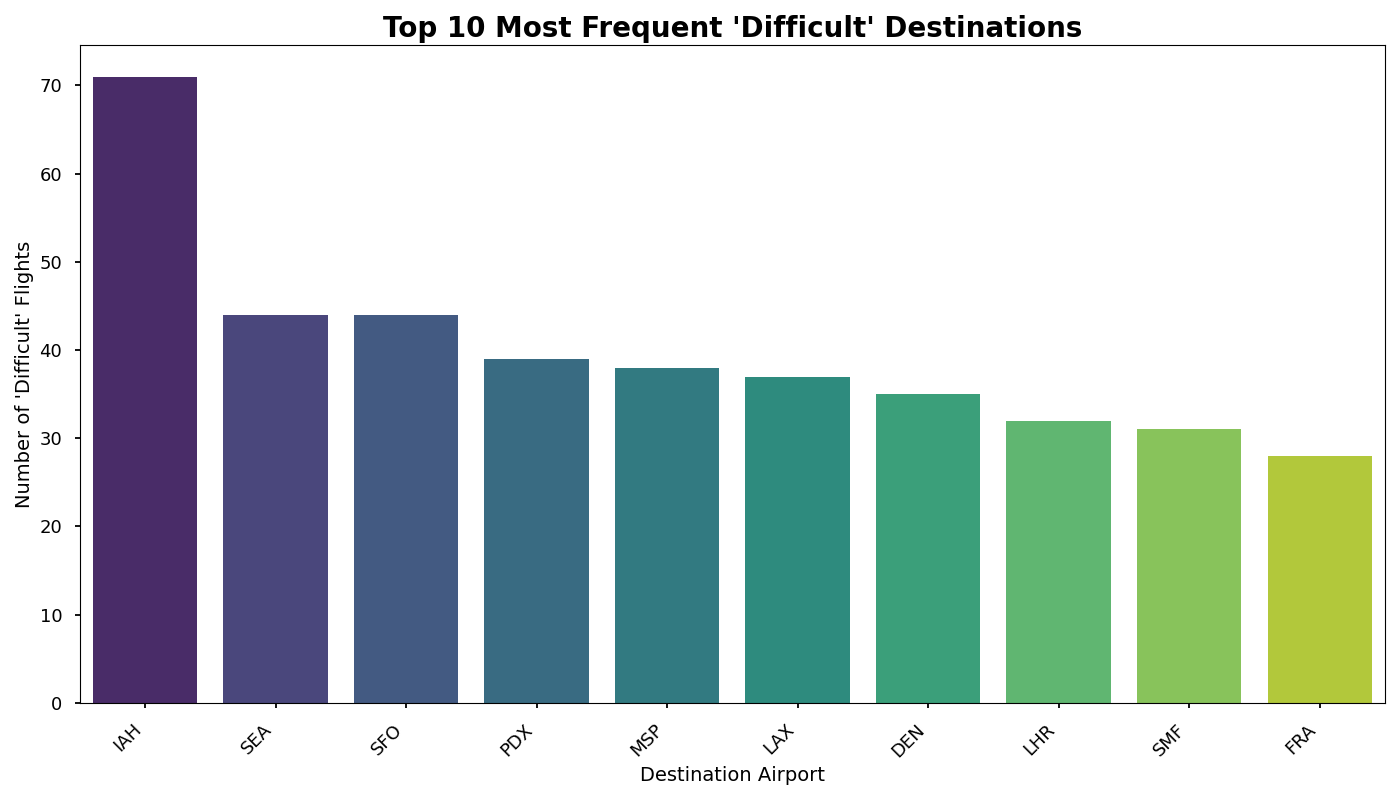 Top 10 Most Frequent 'Difficult' Destinations
Number of 'Difficult' Flights
70
60
50
40
30
20
10
0
IAH SEA SFO PDX MSP LAX DEN LHR SMF FRA
Destination Airport